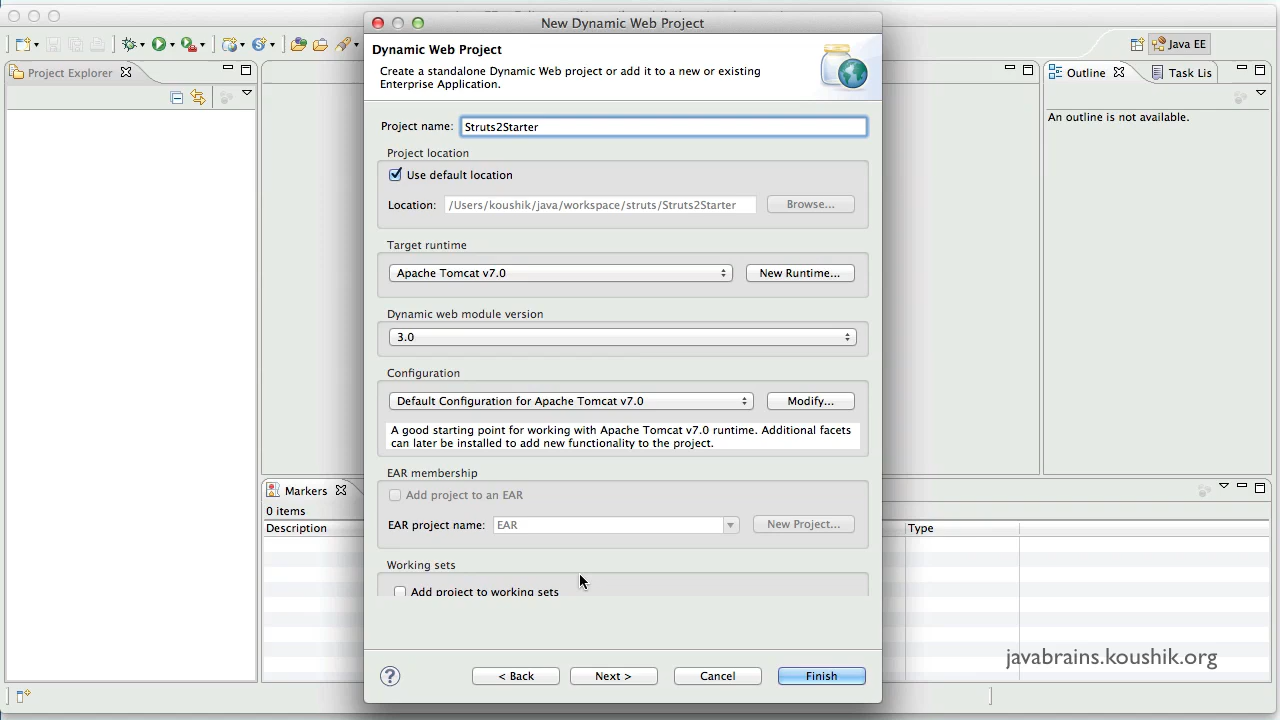 New Dynamic Web Project
Java EE
Project Explorer
Dynamic Web Project
Create a standalone Dynamic Web project or add it to a new or existing
Enterprise Application.
Outline
Task Lis
An outline is not available.
Project name: Struts2Starter
Project location
Use default location
Location: /Users/koushik/java/workspace/struts/Struts2Starter Browse...
Target runtime
Apache Tomcat v7.0 New Runtime...
Dynamic web module version
3.0
Configuration
Default Configuration for Apache Tomcat v7.0 Modify...
A good starting point for working with Apache Tomcat v7.0 runtime. Additional facets
can later be installed to add new functionality to the project.
EAR membership
Add project to an EAR
EAR project name: EAR New Project...
Working sets
Add project to working sets
Markers
0 items
Description Type
javabrains.koushik.org
? < Back Next > Cancel Finish